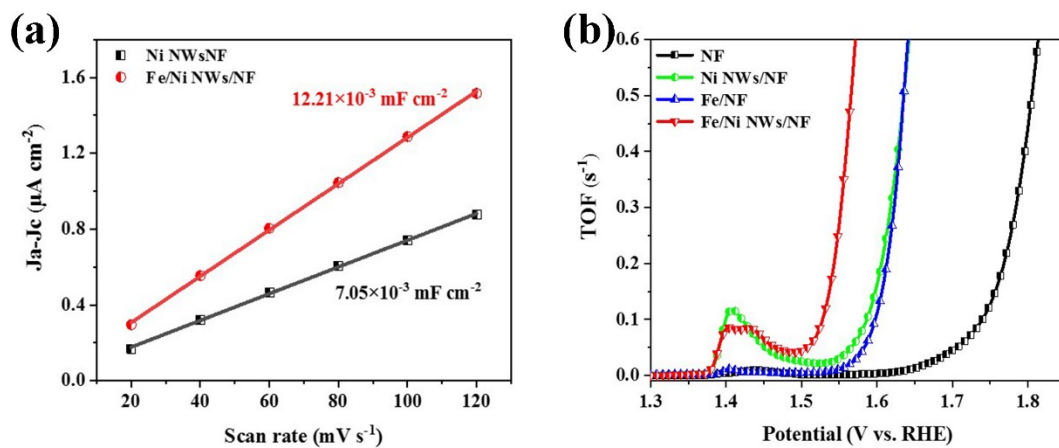 (a)
Ni NWsNF
Fe/Ni NWs/NF
12.21×10⁻³ mF cm⁻²
7.05×10⁻³ mF cm⁻²
Ja-Jc (μA cm⁻²)
1.6
1.2
0.8
0.4
0.0
20 40 60 80 100 120
Scan rate (mV s⁻¹)
(b)
NF
Ni NWs/NF
Fe/NF
Fe/Ni NWs/NF
TOF (s⁻¹)
0.6
0.5
0.4
0.3
0.2
0.1
0.0
1.3 1.4 1.5 1.6 1.7 1.8
Potential (V vs. RHE)